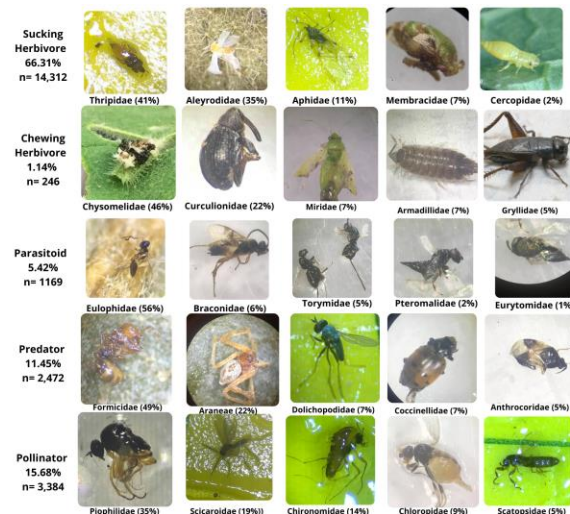 Sucking
Herbivore
66.31%
n= 14,312
Thripidae (41%)
Aleyrodidae (35%)
Aphidae (11%)
Membracidae (7%)
Cercopidae (2%)
Chewing
Herbivore
1.14%
n= 246
Chysomelidae (46%)
Curculionidae (22%)
Miridae (7%)
Armadillidae (7%)
Gryllidae (5%)
Parasitoid
5.42%
n= 1169
Eulophidae (56%)
Braconidae (6%)
Torymidae (5%)
Pteromalidae (2%)
Eurytomidae (1%
Predator
11.45%
n= 2,472
Formicidae (49%)
Araneae (22%)
Dolichopodidae (7%)
Coccinellidae (7%)
Anthrocoridae (5%)
Pollinator
15.68%
n= 3,384
Piophilidae (35%)
Scicaroidae (19%))
Chironomidae (14%)
Chloropidae (9%)
Scatopsidae (5%)